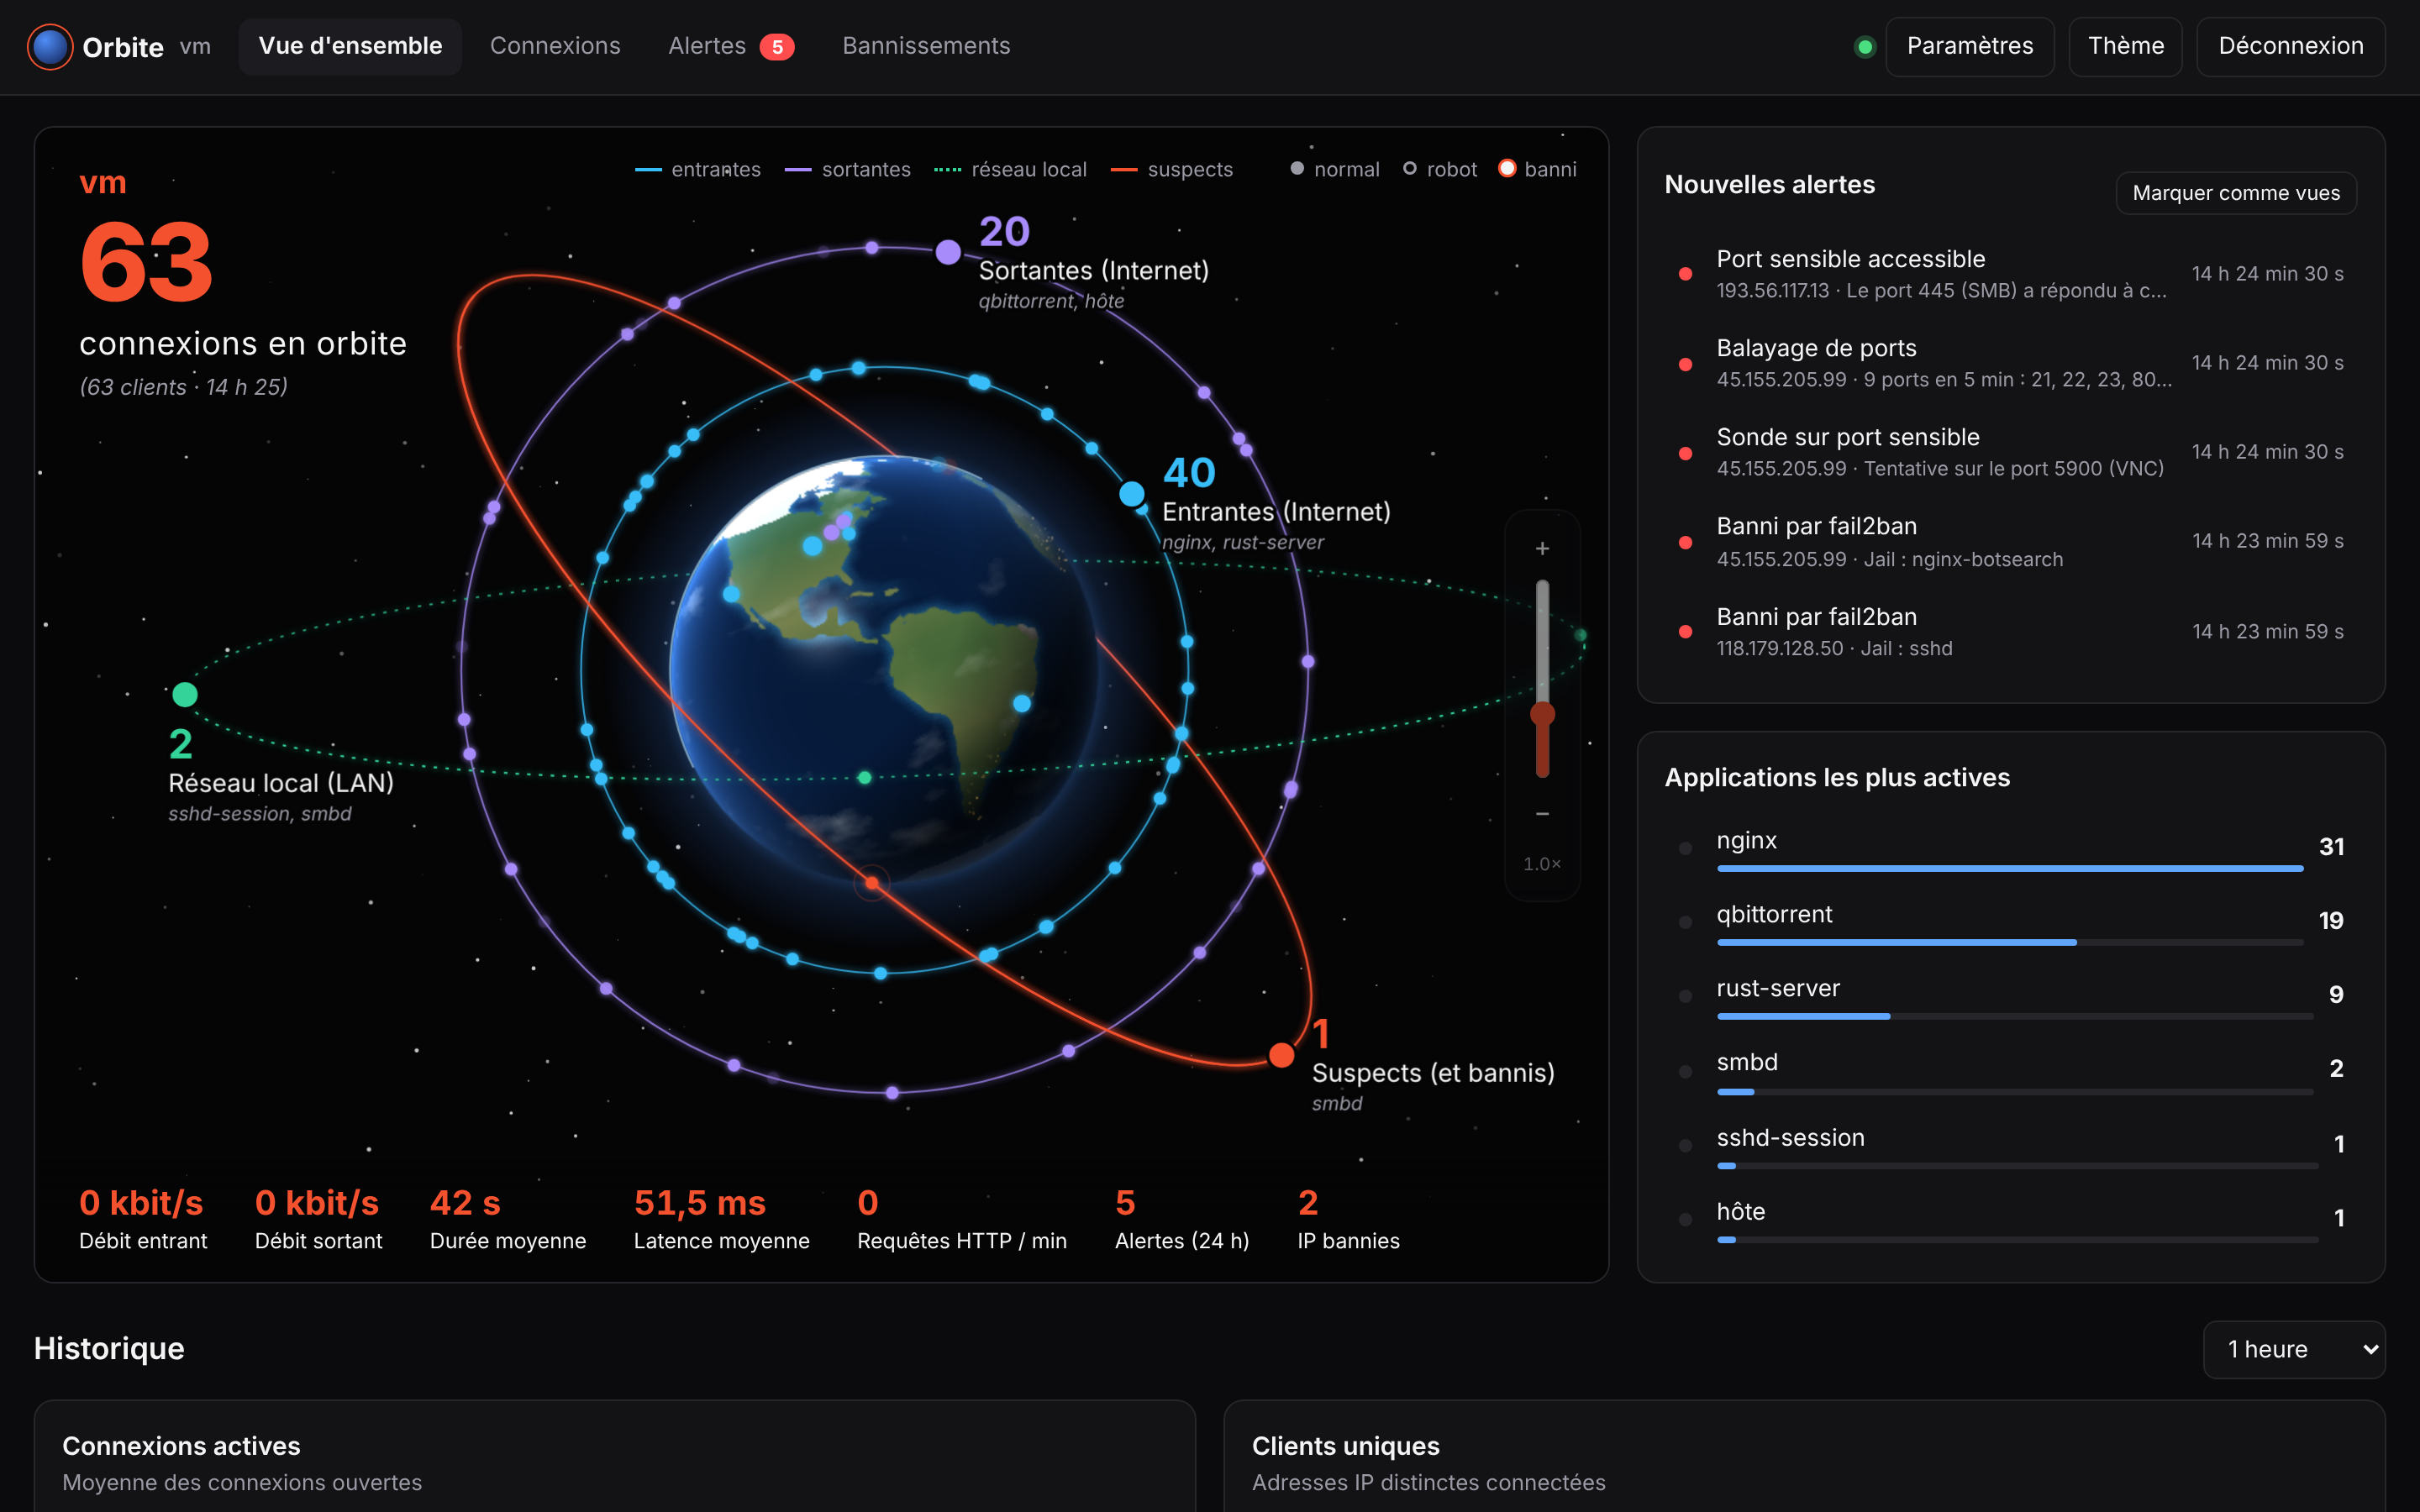 Orbite vm Vue d'ensemble Connexions Alertes 5 Bannissements Paramètres Thème Déconnexion
vm
63
connexions en orbite
(63 clients · 14 h 25)
entrantes sortantes réseau local suspects normal robot banni
20
Sortantes (Internet)
qbittorrent, hôte
40
Entrantes (Internet)
nginx, rust-server
2
Réseau local (LAN)
sshd-session, smbd
1
Suspects (et bannis)
smbd
+
−
1.0×
0 kbit/s
Débit entrant
0 kbit/s
Débit sortant
42 s
Durée moyenne
51,5 ms
Latence moyenne
0
Requêtes HTTP / min
5
Alertes (24 h)
2
IP bannies
Nouvelles alertes
Marquer comme vues
Port sensible accessible
193.56.117.13 · Le port 445 (SMB) a répondu à c...
14 h 24 min 30 s
Balayage de ports
45.155.205.99 · 9 ports en 5 min : 21, 22, 23, 80...
14 h 24 min 30 s
Sonde sur port sensible
45.155.205.99 · Tentative sur le port 5900 (VNC)
14 h 24 min 30 s
Banni par fail2ban
45.155.205.99 · Jail : nginx-botsearch
14 h 23 min 59 s
Banni par fail2ban
118.179.128.50 · Jail : sshd
14 h 23 min 59 s
Applications les plus actives
nginx 31
qbittorrent 19
rust-server 9
smbd 2
sshd-session 1
hôte 1
Historique
1 heure
Connexions actives
Moyenne des connexions ouvertes
Clients uniques
Adresses IP distinctes connectées